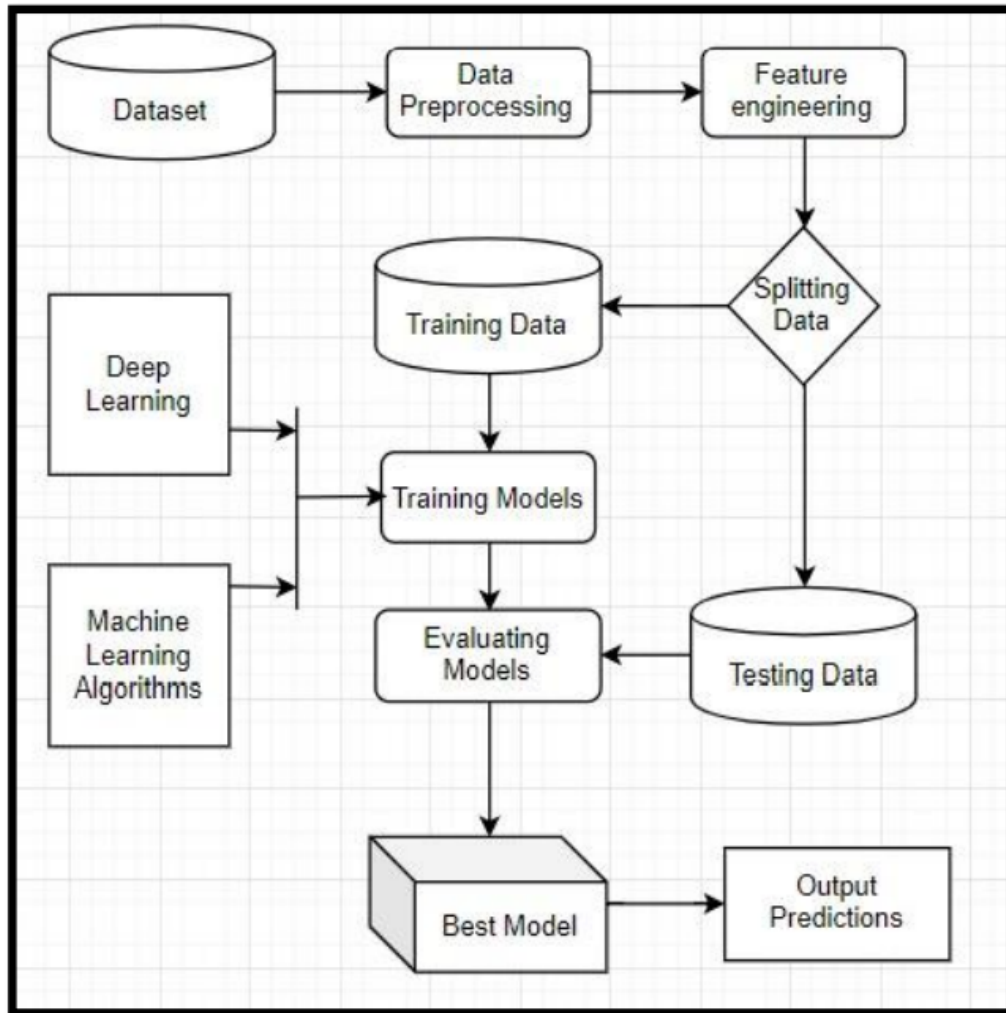 Dataset
Data
Preprocessing
Feature
engineering
Splitting
Data
Training Data
Deep
Learning
Training Models
Machine
Learning
Algorithms
Evaluating
Models
Testing Data
Best Model
Output
Predictions